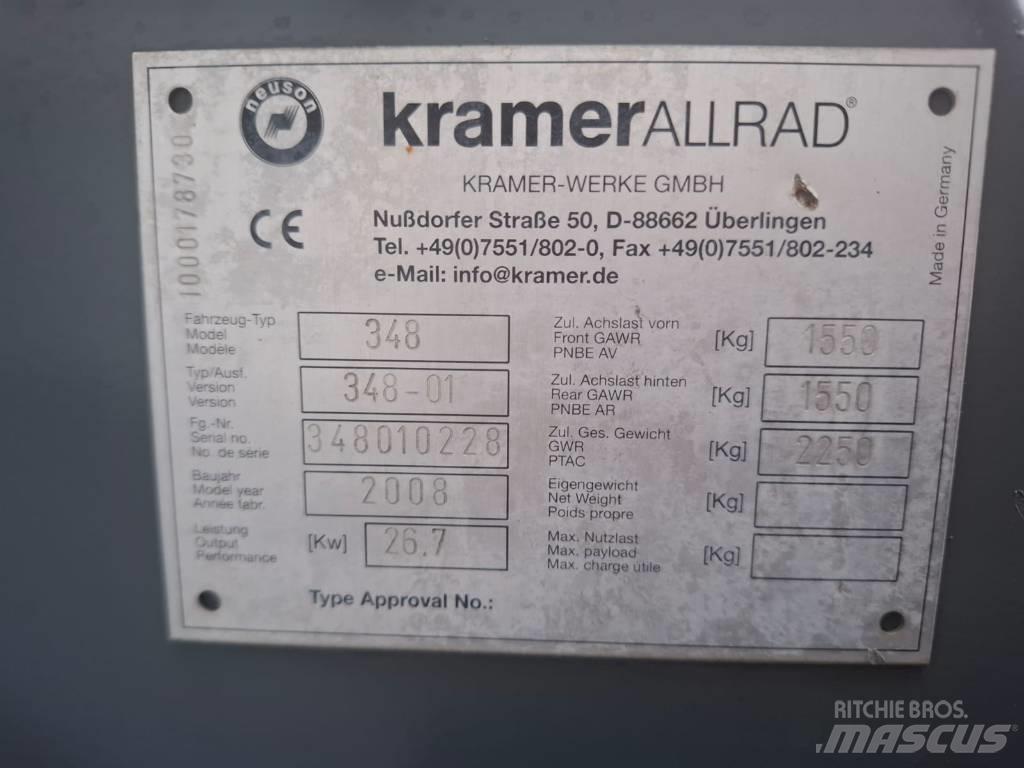 neuson
kramerALLRAD®
KRAMER-WERKE GMBH
CE
Nußdorfer Straße 50, D-88662 Überlingen
Tel. +49(0)7551/802-0, Fax +49(0)7551/802-234
e-Mail: info@kramer.de
Made in Germany
1000178730
Fahrzeug-Typ
Model
Modele
348
Typ/Ausf.
Version
Version
348-01
Fg.-Nr.
Serial no.
No. de série
348010228
Baujahr
Model year
Année fabr.
2008
Leistung
Output
Performance
[Kw] 26.7
Type Approval No.:
Zul. Achslast vorn
Front GAWR
PNBE AV
[Kg] 1550
Zul. Achslast hinten
Rear GAWR
PNBE AR
[Kg] 1550
Zul. Ges. Gewicht
GWR
PTAC
[Kg] 2250
Eigengewicht
Net Weight
Poids propre
[Kg]
Max. Nutzlast
Max. payload
Max. charge utile
[Kg]
RITCHIE BROS.
MASCUS